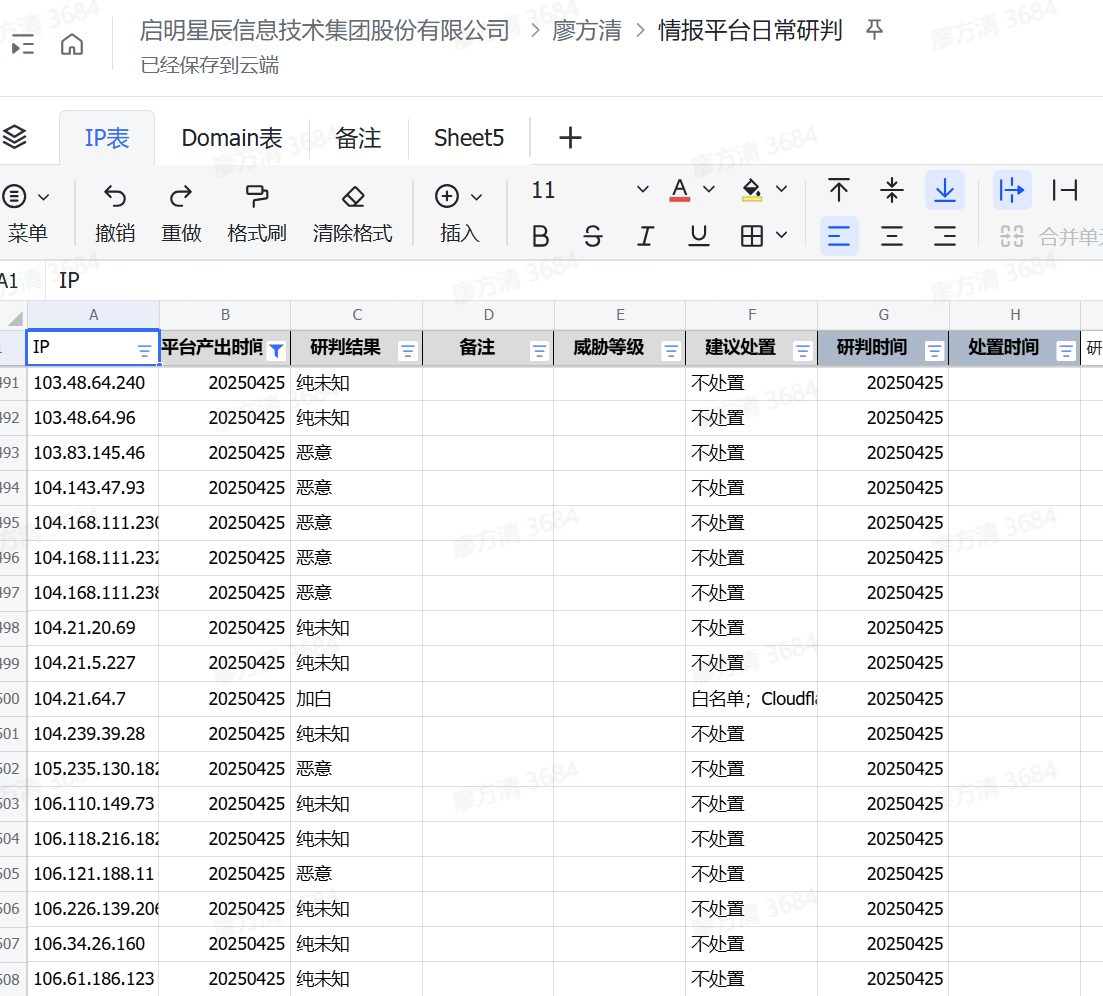 启明星辰信息技术集团股份有限公司 > 廖方清 > 情报平台日常研判
已经保存到云端
IP表 Domain表 备注 Sheet5 +
菜单 撤销 重做 格式刷 清除格式 插入 11 A B S I U 合并单
A1 IP
A B C D E F G H
IP 平台产出时间 研判结果 备注 威胁等级 建议处置 研判时间 处置时间 研
491 103.48.64.240 20250425 纯未知 不处置 20250425
492 103.48.64.96 20250425 纯未知 不处置 20250425
493 103.83.145.46 20250425 恶意 不处置 20250425
494 104.143.47.93 20250425 恶意 不处置 20250425
495 104.168.111.230 20250425 恶意 不处置 20250425
496 104.168.111.232 20250425 恶意 不处置 20250425
497 104.168.111.238 20250425 恶意 不处置 20250425
498 104.21.20.69 20250425 纯未知 不处置 20250425
499 104.21.5.227 20250425 纯未知 不处置 20250425
500 104.21.64.7 20250425 加白 白名单；Cloudfla 20250425
501 104.239.39.28 20250425 纯未知 不处置 20250425
502 105.235.130.182 20250425 恶意 不处置 20250425
503 106.110.149.73 20250425 纯未知 不处置 20250425
504 106.118.216.182 20250425 纯未知 不处置 20250425
505 106.121.188.11 20250425 恶意 不处置 20250425
506 106.226.139.206 20250425 纯未知 不处置 20250425
507 106.34.26.160 20250425 纯未知 不处置 20250425
508 106.61.186.123 20250425 纯未知 不处置 20250425
廖方清 3684